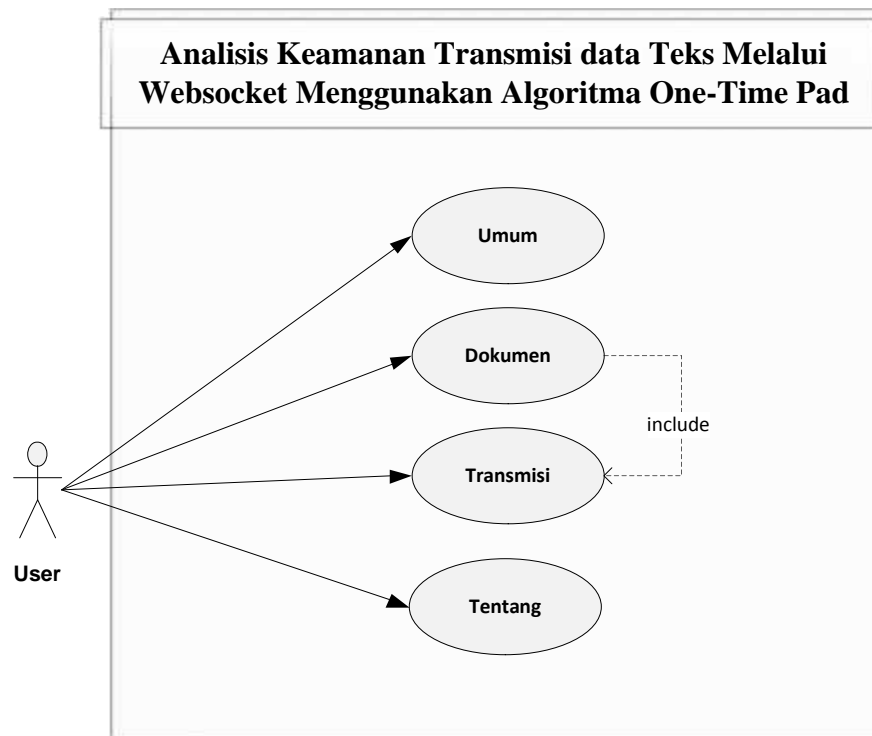 Analisis Keamanan Transmisi data Teks Melalui
Websocket Menggunakan Algoritma One-Time Pad
Umum
Dokumen
include
Transmisi
User
Tentang